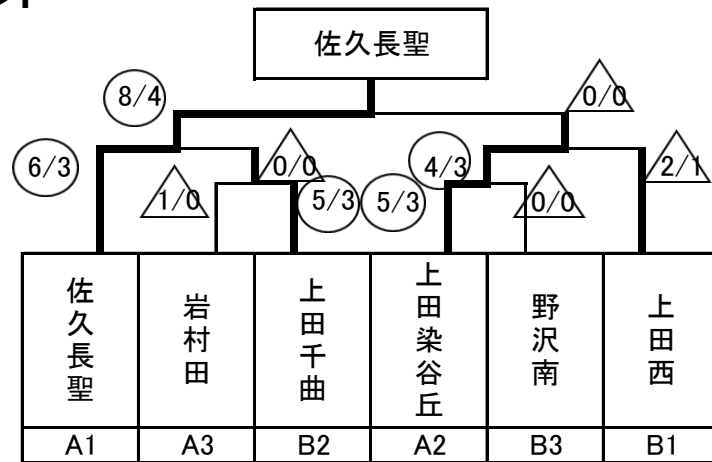 佐久長聖
8/4
0/0
6/3
0/0
4/3
2/1
1/0
5/3
5/3
0/0
佐久長聖
岩村田
上田千曲
上田染谷丘
野沢南
上田西
A1
A3
B2
A2
B3
B1